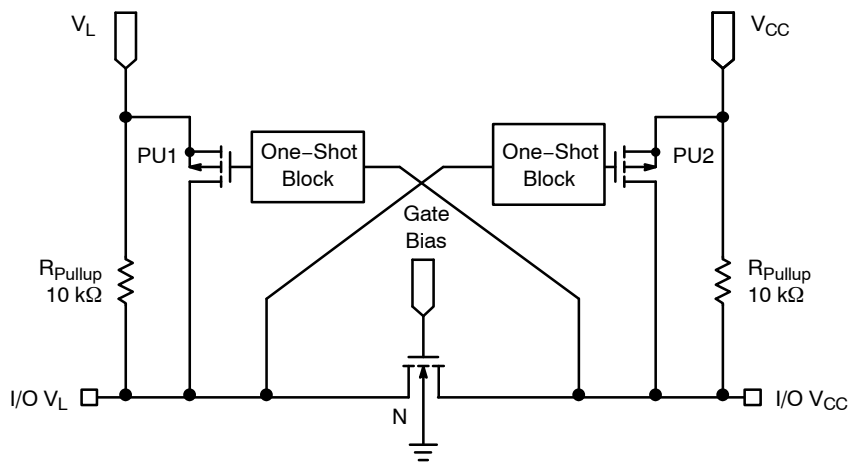 V_L
V_CC
PU1
One−Shot
Block
One−Shot
Block
PU2
Gate
Bias
R_Pullup
10 kΩ
R_Pullup
10 kΩ
I/O V_L
N
I/O V_CC